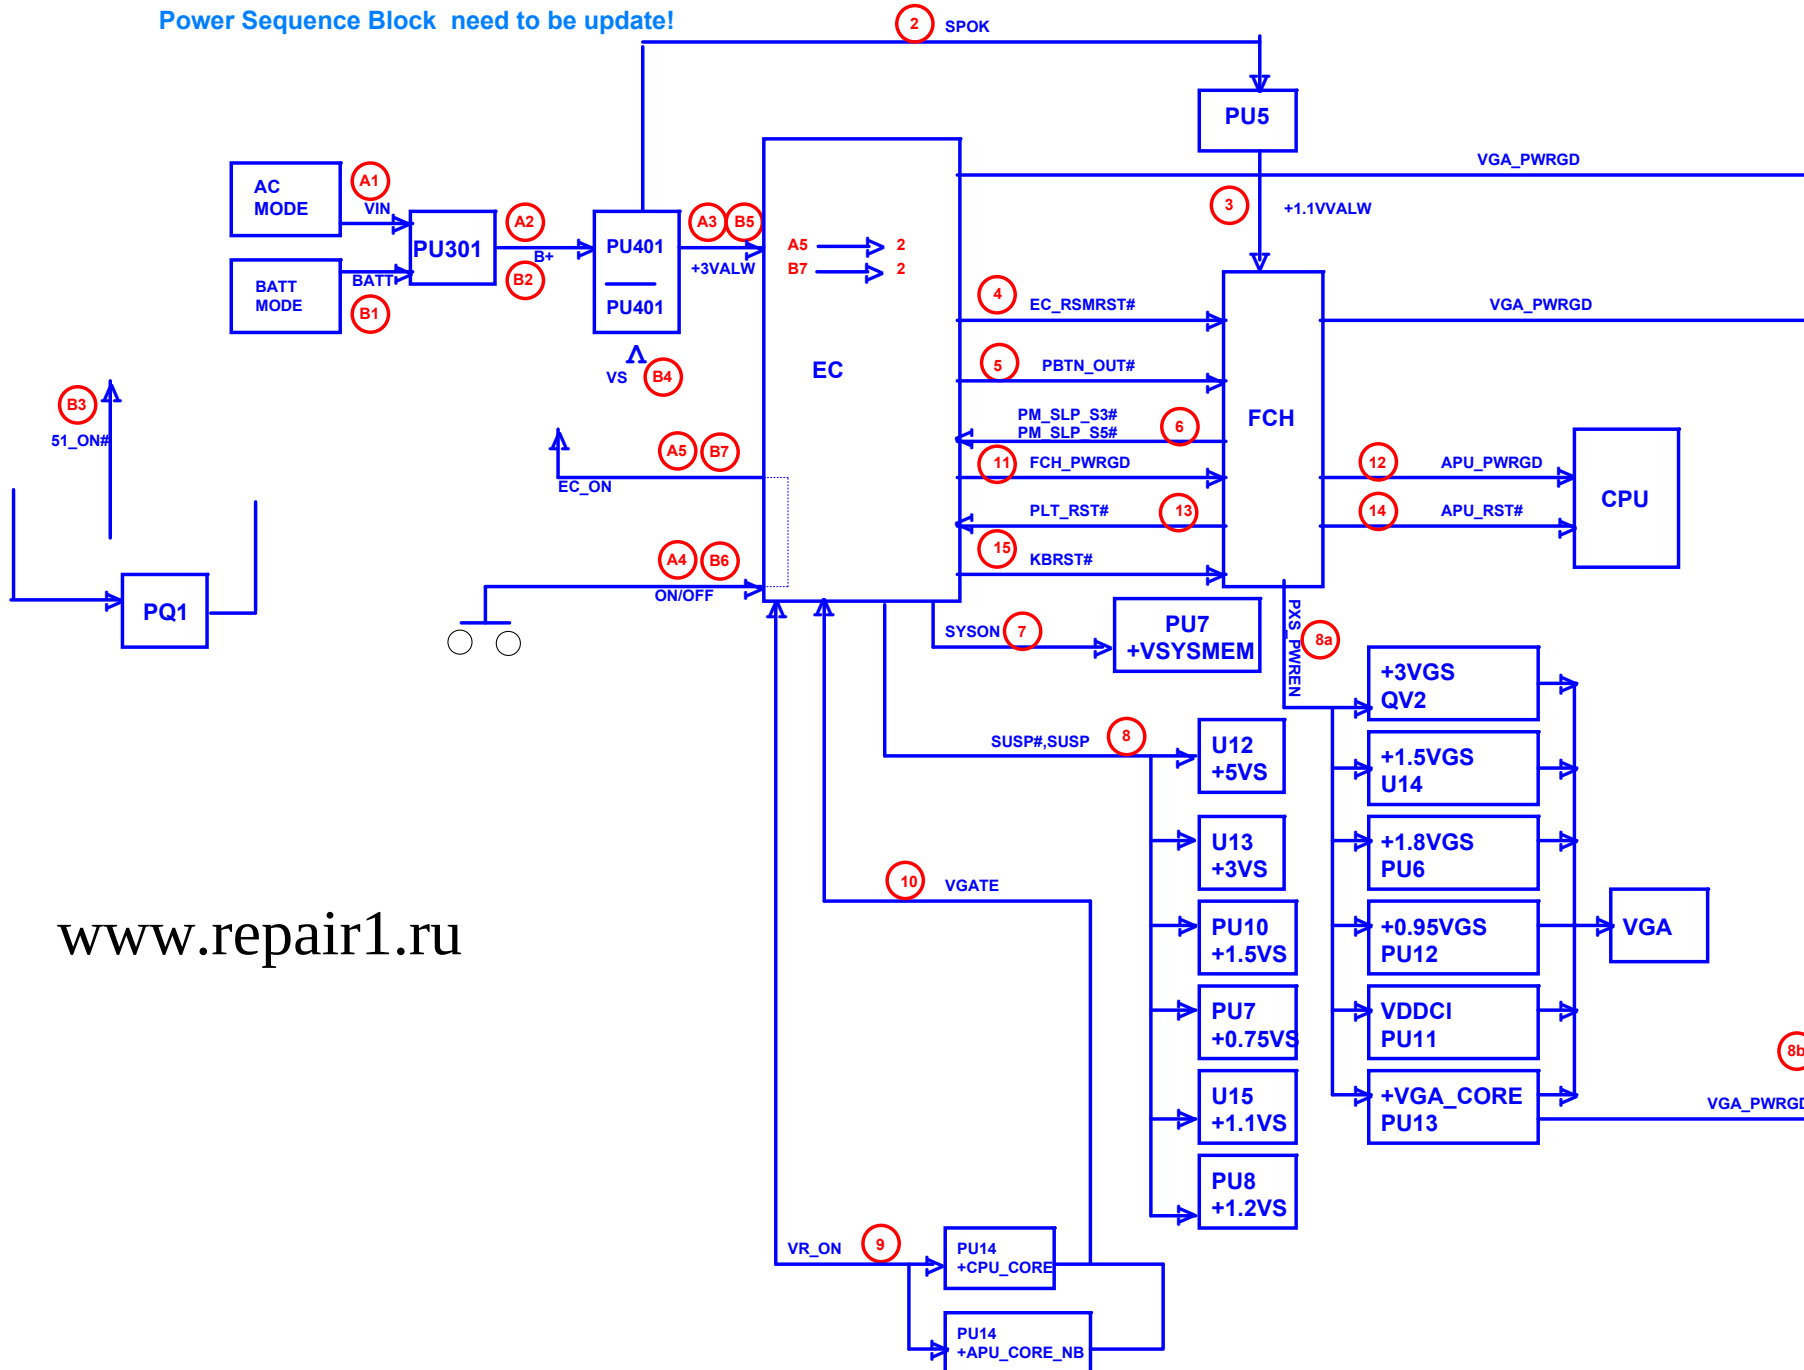 Power Sequence Block  need to be update!
2
SPOK
PU5
VGA_PWRGD
3
+1.1VVALW
AC
MODE
A1
VIN
BATT
MODE
BATT
B1
PU301
A2
B+
B2
PU401
PU401
A3
B5
+3VALW
VS
B4
A5
2
B7
2
EC
4
EC_RSMRST#
5
PBTN_OUT#
PM_SLP_S3#
PM_SLP_S5#
6
11
FCH_PWRGD
PLT_RST#
13
15
KBRST#
FCH
VGA_PWRGD
12
APU_PWRGD
14
APU_RST#
CPU
B3
51_ON#
PQ1
A5
B7
EC_ON
A4
B6
ON/OFF
SYSON
7
PU7
+VSYSMEM
PXS_PWREN
8a
SUSP#,SUSP
8
U12
+5VS
U13
+3VS
PU10
+1.5VS
PU7
+0.75VS
U15
+1.1VS
PU8
+1.2VS
+3VGS
QV2
+1.5VGS
U14
+1.8VGS
PU6
+0.95VGS
PU12
VDDCI
PU11
+VGA_CORE
PU13
VGA
8b
VGA_PWRGD
10
VGATE
www.repair1.ru
VR_ON
9
PU14
+CPU_CORE
PU14
+APU_CORE_NB